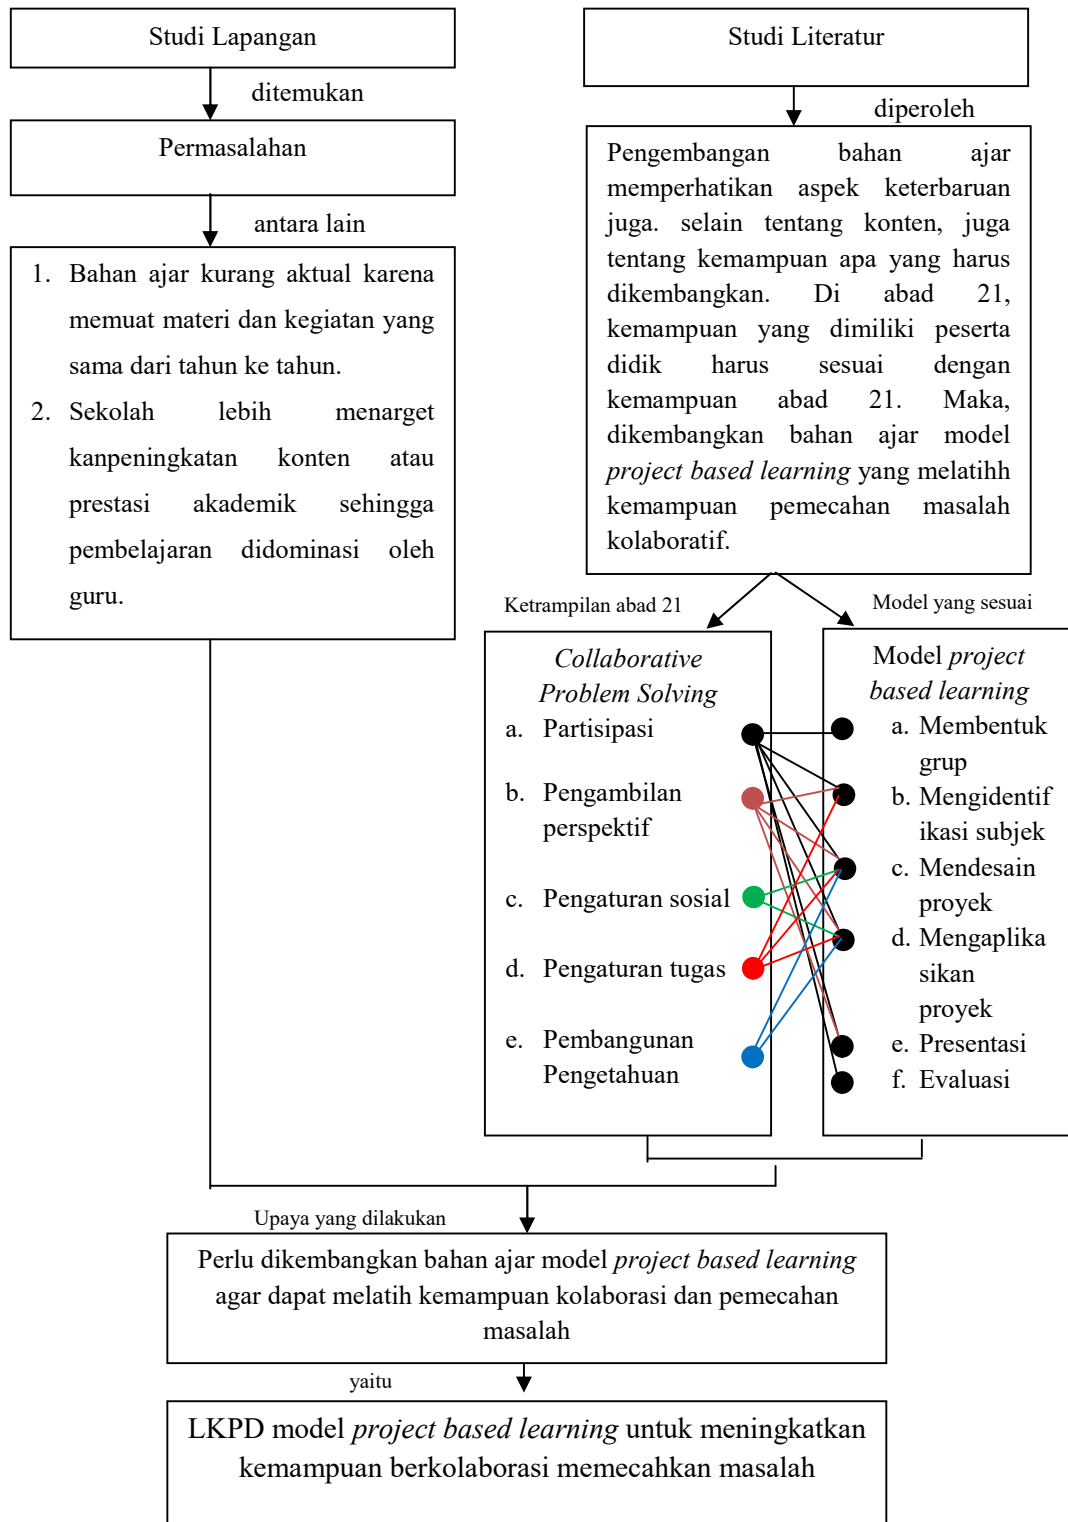 Studi Lapangan
ditemukan
Permasalahan
antara lain
1. Bahan ajar kurang aktual karena
memuat materi dan kegiatan yang
sama dari tahun ke tahun.
2. Sekolah lebih menarget
kanpeningkatan konten atau
prestasi akademik sehingga
pembelajaran didominasi oleh
guru.
Studi Literatur
diperoleh
Pengembangan bahan ajar
memperhatikan aspek keterbaruan
juga. selain tentang konten, juga
tentang kemampuan apa yang harus
dikembangkan. Di abad 21,
kemampuan yang dimiliki peserta
didik harus sesuai dengan
kemampuan abad 21. Maka,
dikembangkan bahan ajar model
project based learning yang melatihh
kemampuan pemecahan masalah
kolaboratif.
Ketrampilan abad 21
Collaborative
Problem Solving
a. Partisipasi
b. Pengambilan
perspektif
c. Pengaturan sosial
d. Pengaturan tugas
e. Pembangunan
Pengetahuan
Model yang sesuai
Model project
based learning
a. Membentuk
grup
b. Mengidentif
ikasi subjek
c. Mendesain
proyek
d. Mengaplika
sikan
proyek
e. Presentasi
f. Evaluasi
Upaya yang dilakukan
Perlu dikembangkan bahan ajar model project based learning
agar dapat melatih kemampuan kolaborasi dan pemecahan
masalah
yaitu
LKPD model project based learning untuk meningkatkan
kemampuan berkolaborasi memecahkan masalah